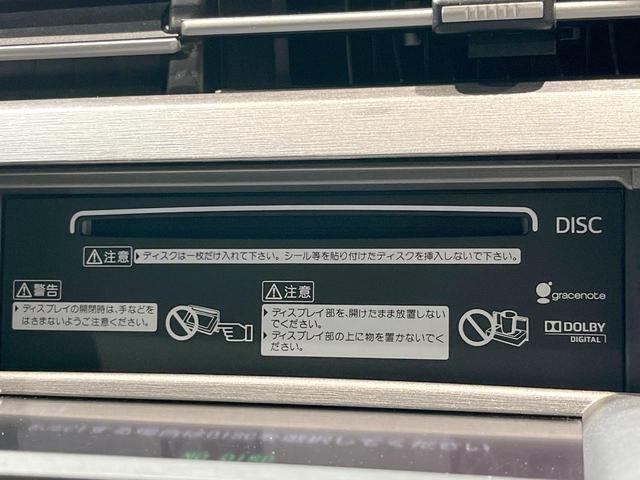 DISC
注意
ディスクは一枚だけ入れて下さい。シール等を貼り付けたディスクを挿入しないで下さい。
警告
ディスプレイの開閉時は、手などを
はさまないようご注意ください。
注意
ディスプレイ部を、開けたまま放置しない
でください。
ディスプレイ部の上に物を置かないでく
ださい。
gracenote
DOLBY
DIGITAL